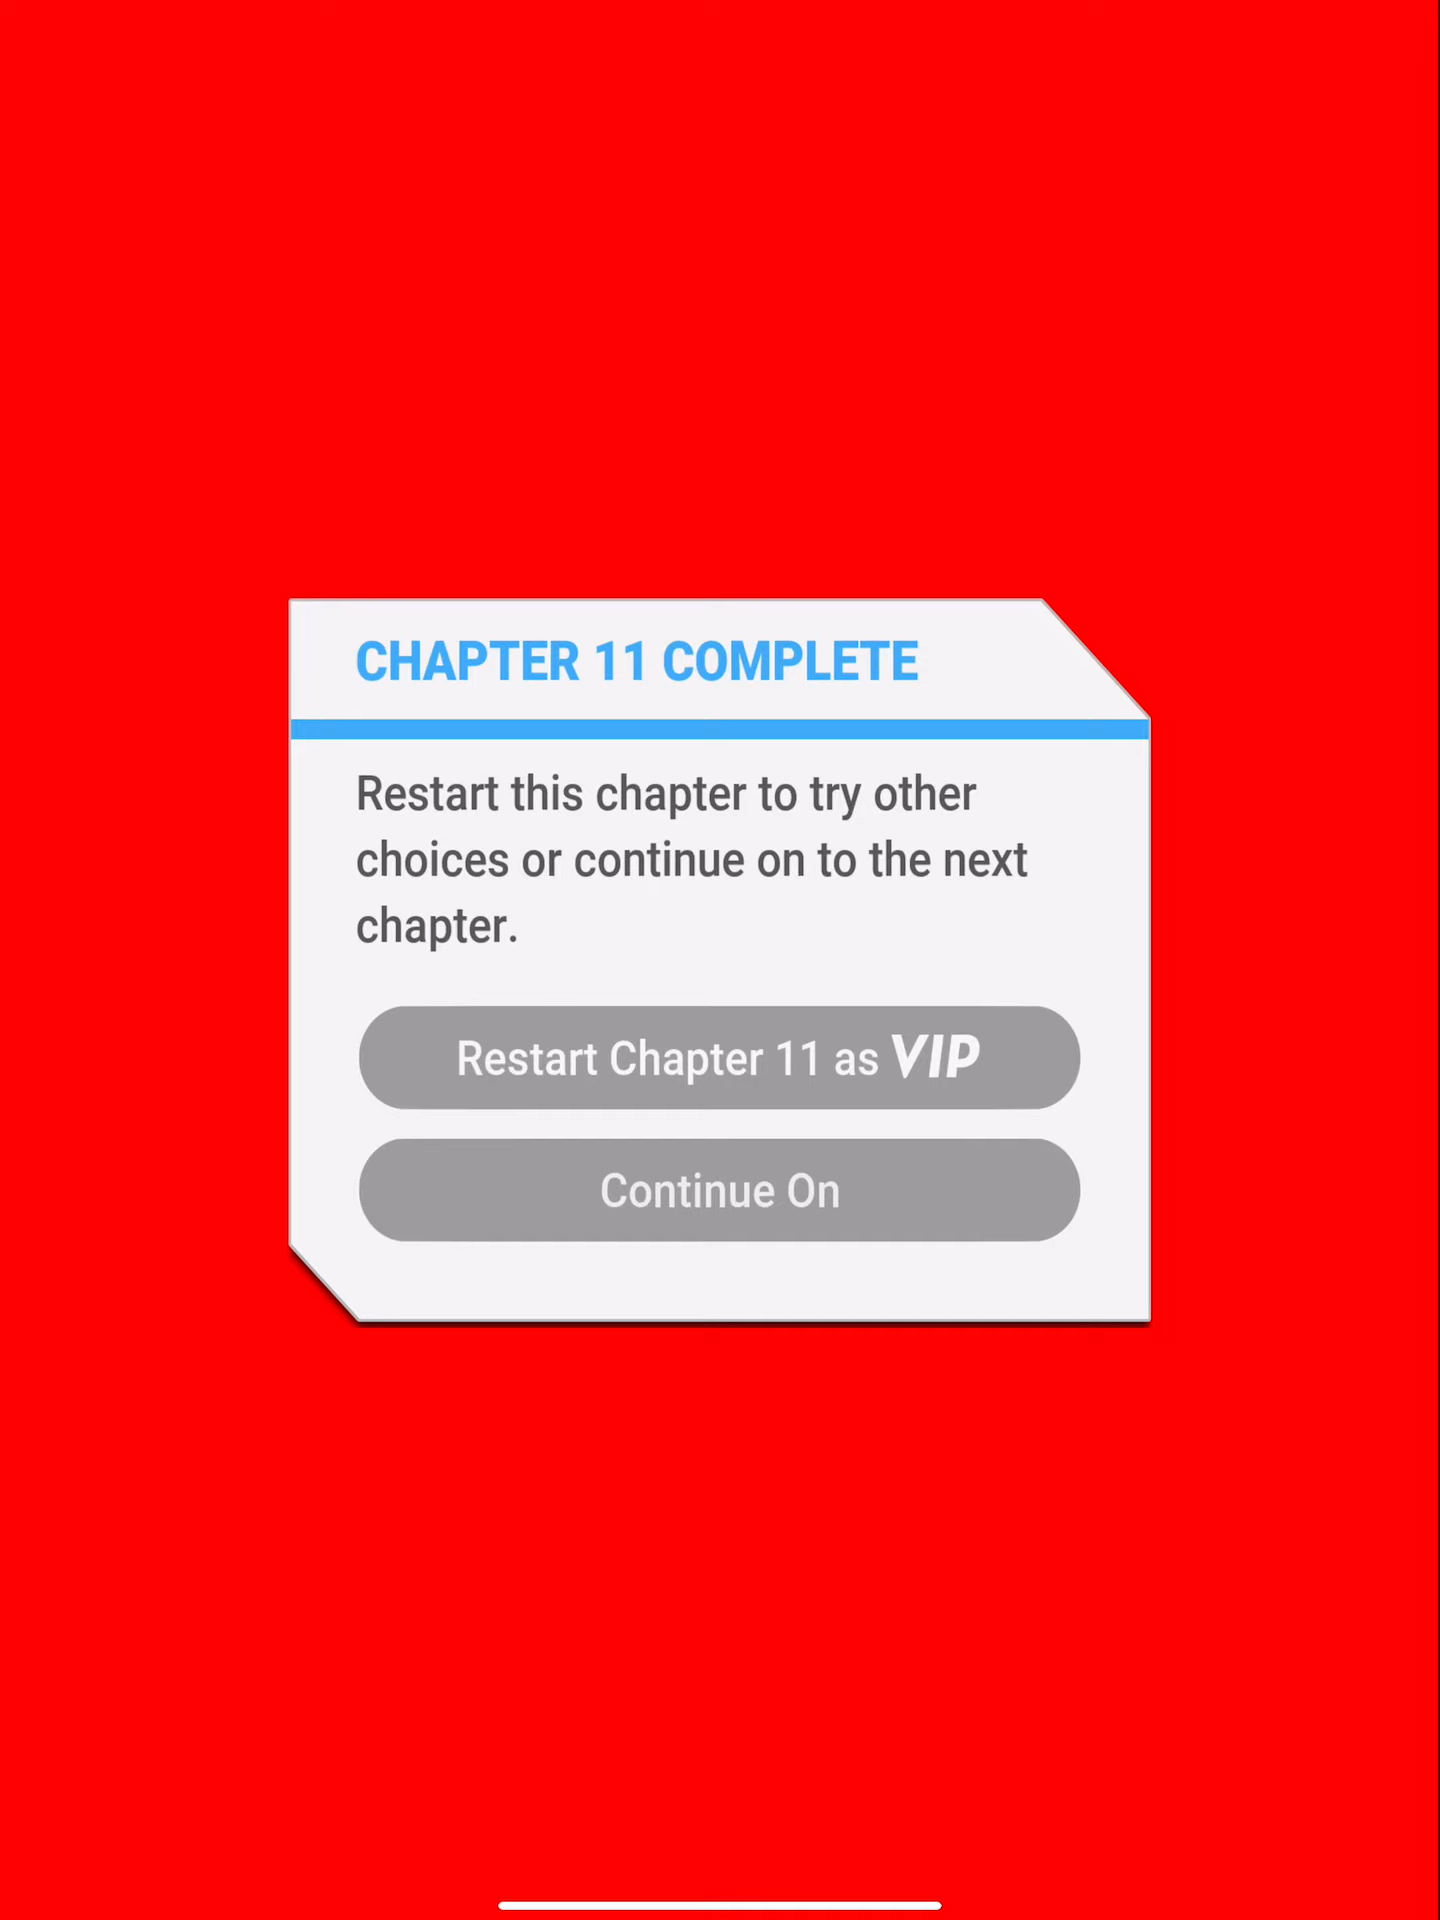 CHAPTER 11 COMPLETE
Restart this chapter to try other
choices or continue on to the next
chapter.
Restart Chapter 11 as VIP
Continue On